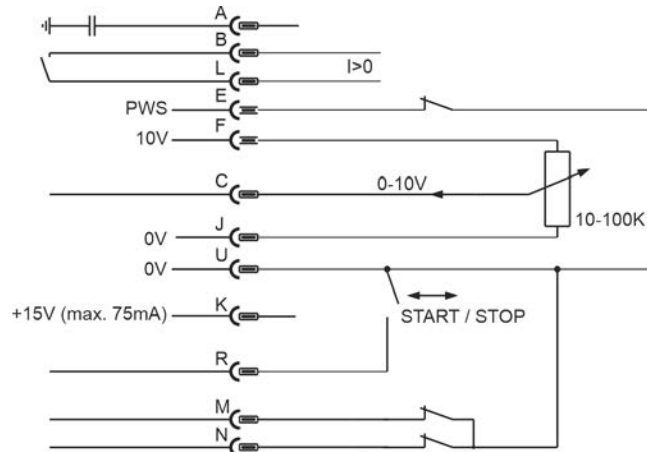 A
B
L
I>0
E
PWS
F
10V
C
0-10V
10-100K
J
0V
U
0V
K
+15V (max. 75mA)
START / STOP
R
M
N